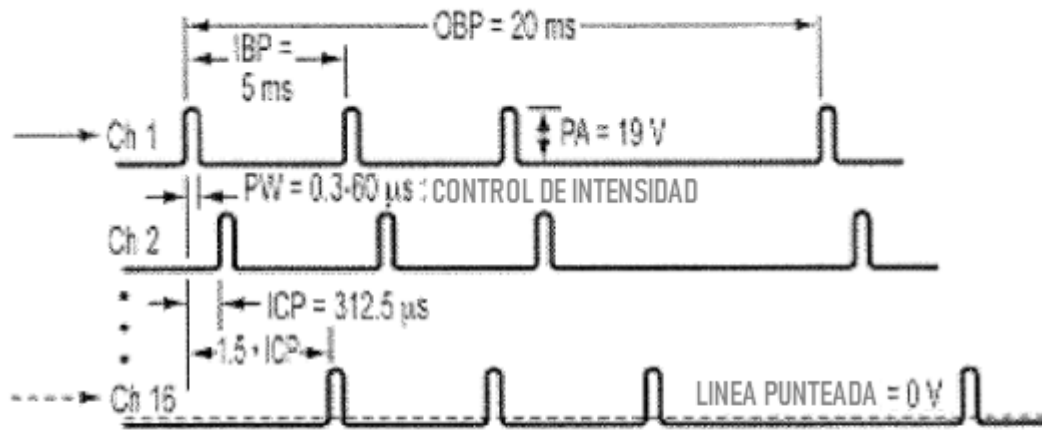 OBP = 20 ms
IBP =
5 ms
Ch 1
PA = 19 V
PW = 0.3-60 µs : CONTROL DE INTENSIDAD
Ch 2
ICP = 312.5 µs
1.5 • ICP
Ch 16
LINEA PUNTEADA = 0 V